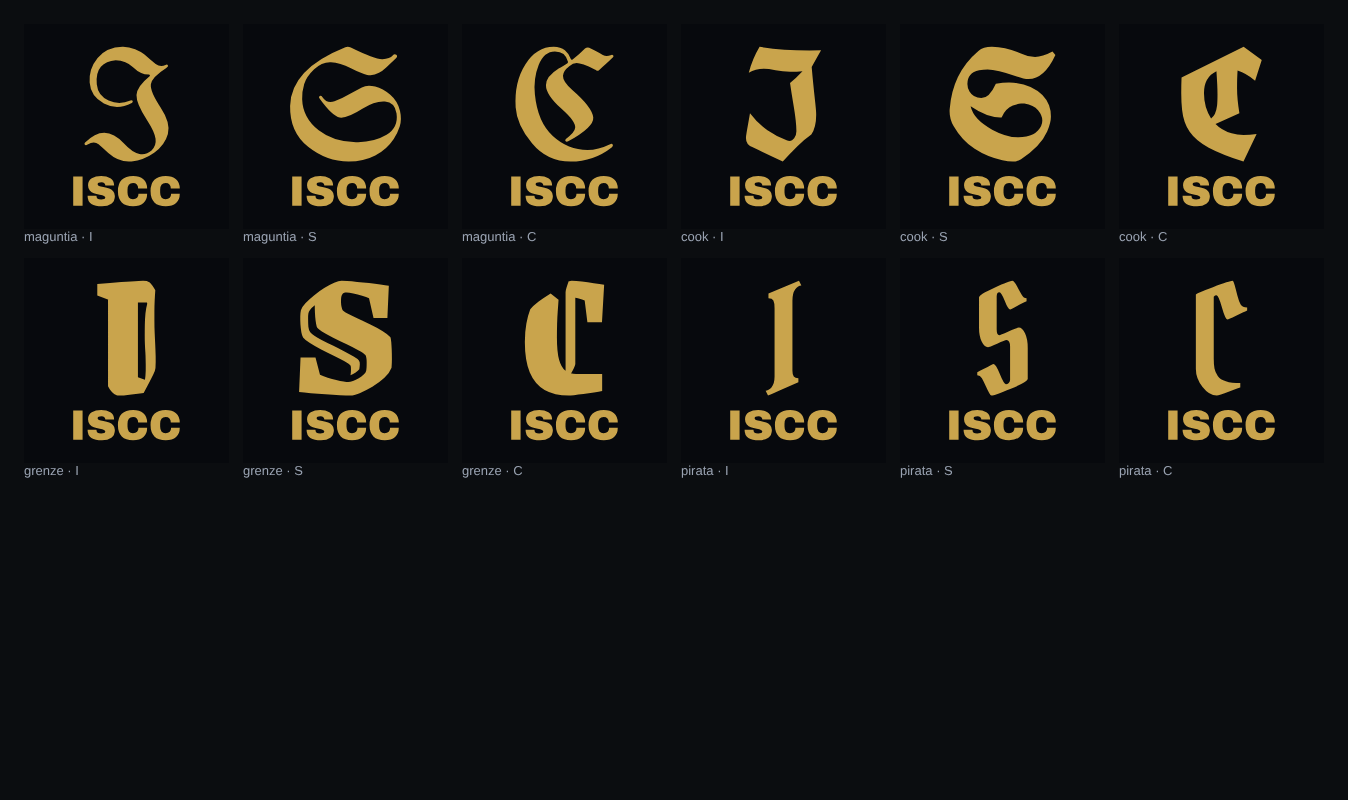 I S C I S C
ISCC ISCC ISCC ISCC ISCC ISCC
maguntia · I maguntia · S maguntia · C cook · I cook · S cook · C
I S C I S C
ISCC ISCC ISCC ISCC ISCC ISCC
grenze · I grenze · S grenze · C pirata · I pirata · S pirata · C